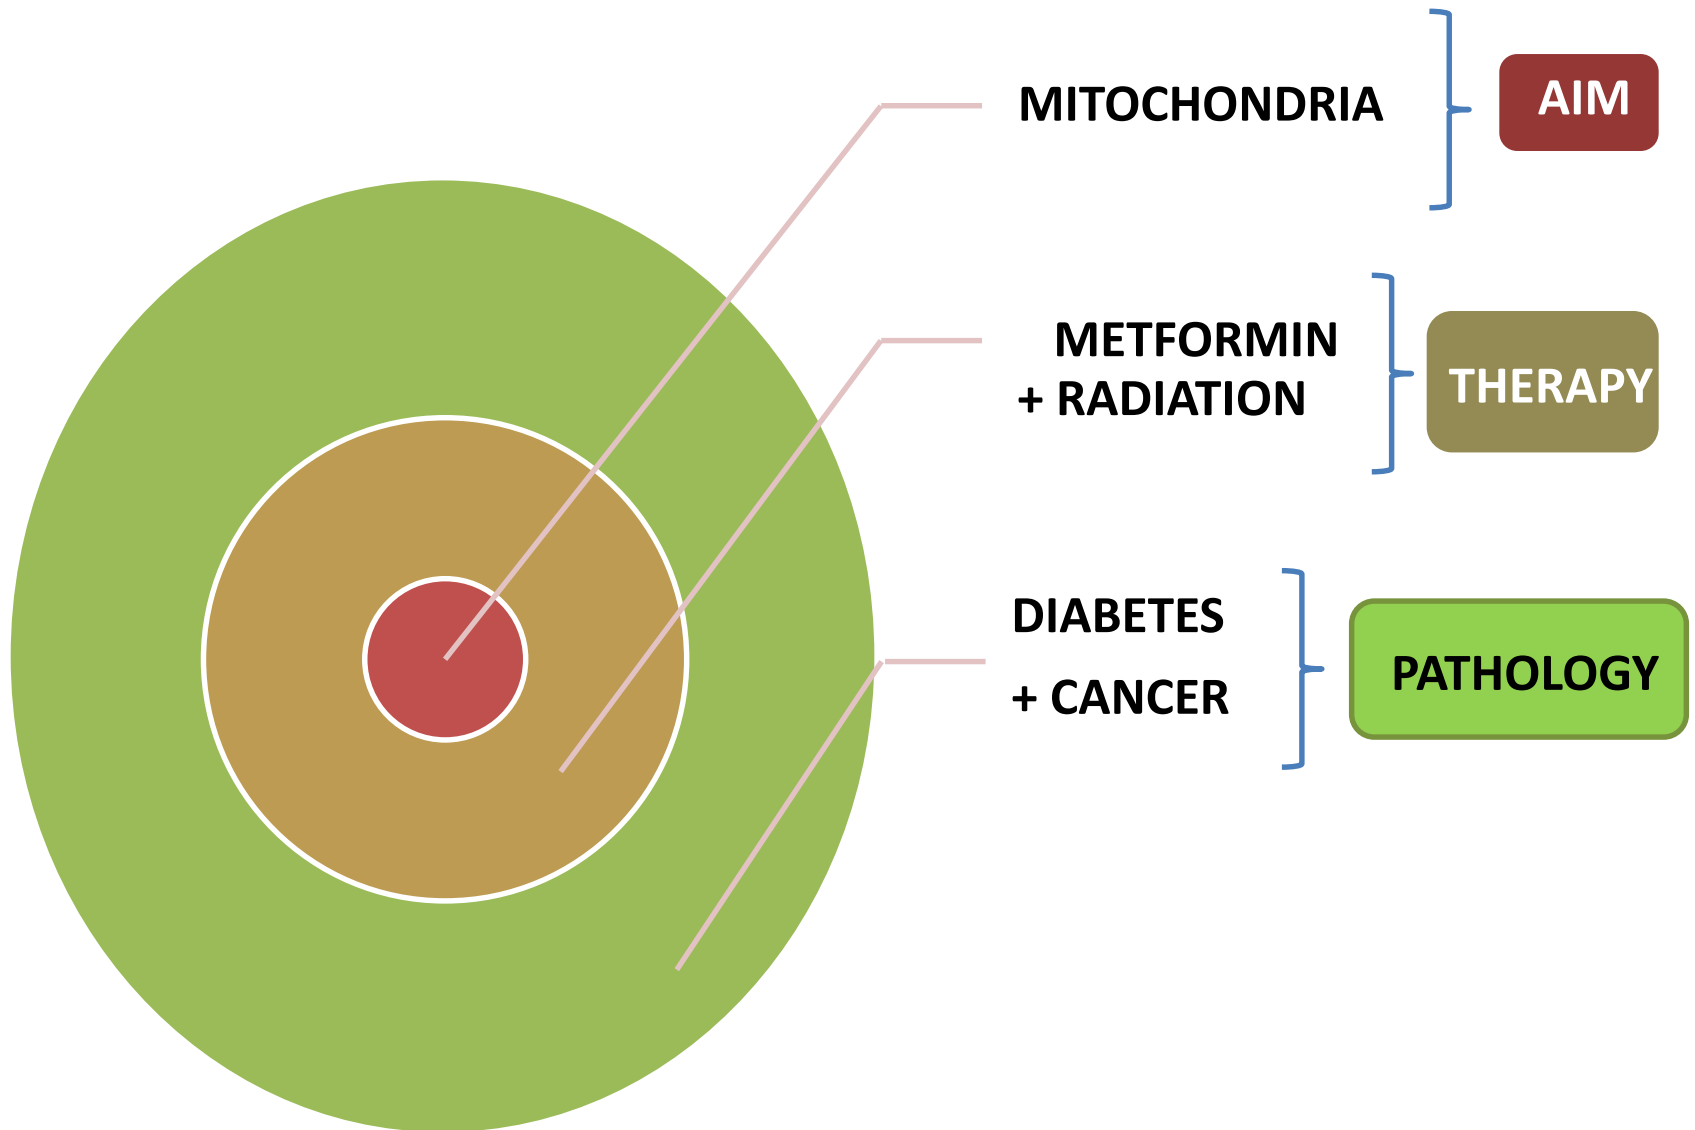 MITOCHONDRIA
AIM
METFORMIN
+ RADIATION
THERAPY
DIABETES
+ CANCER
PATHOLOGY